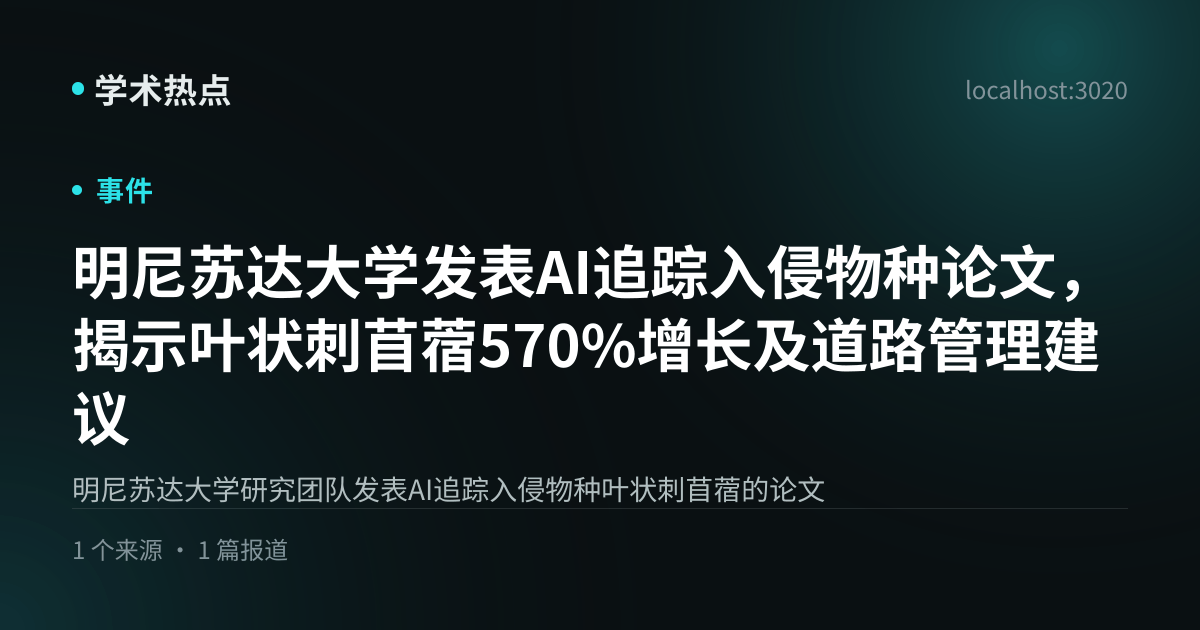 学术热点
localhost:3020
事件
明尼苏达大学发表AI追踪入侵物种论文，
揭示叶状刺苜蓿570%增长及道路管理建
议
明尼苏达大学研究团队发表AI追踪入侵物种叶状刺苜蓿的论文
1 个来源 · 1 篇报道